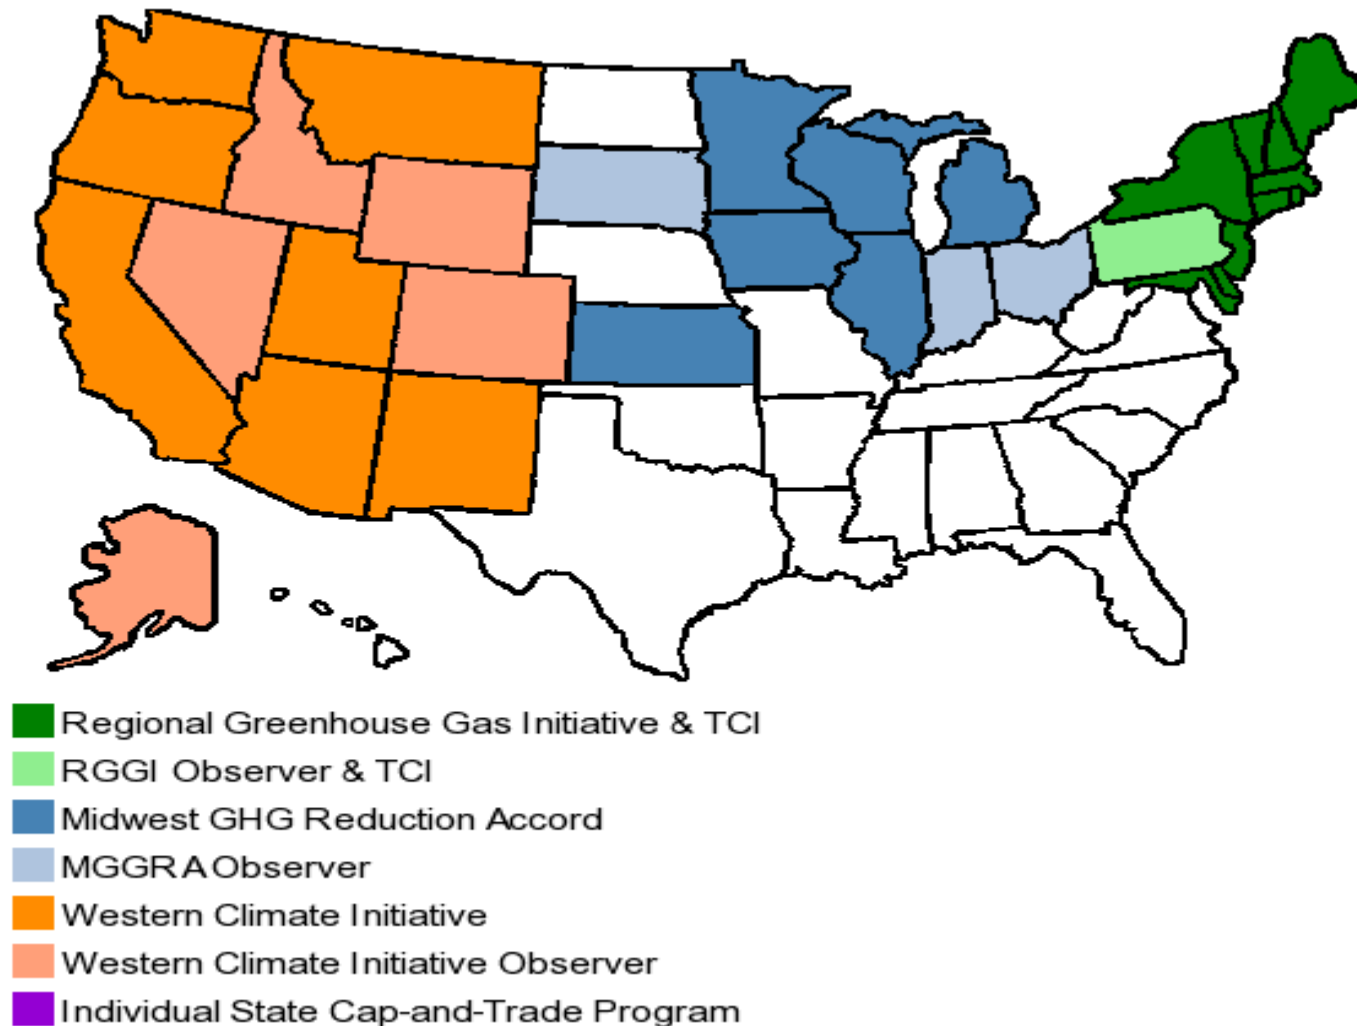 Regional Greenhouse Gas Initiative & TCI
RGGI Observer & TCI
Midwest GHG Reduction Accord
MGGRA Observer
Western Climate Initiative
Western Climate Initiative Observer
Individual State Cap-and-Trade Program